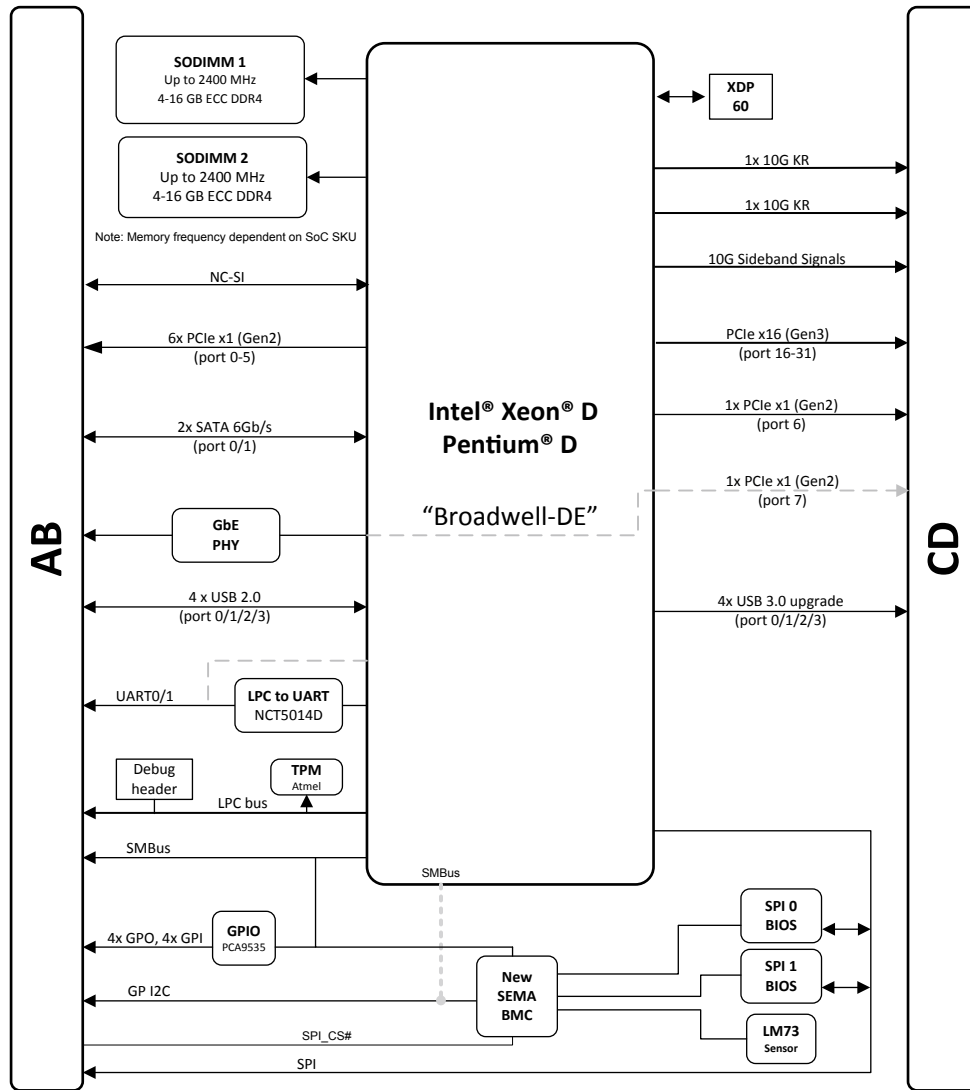 AB
SODIMM 1
Up to 2400 MHz
4-16 GB ECC DDR4
SODIMM 2
Up to 2400 MHz
4-16 GB ECC DDR4
Note: Memory frequency dependent on SoC SKU
NC-SI
6x PCIe x1 (Gen2)
(port 0-5)
2x SATA 6Gb/s
(port 0/1)
GbE
PHY
4 x USB 2.0
(port 0/1/2/3)
UART0/1
LPC to UART
NCT5014D
Debug
header
TPM
Atmel
LPC bus
SMBus
4x GPO, 4x GPI
GPIO
PCA9535
GP I2C
SPI_CS#
SPI
Intel® Xeon® D
Pentium® D
“Broadwell-DE”
SMBus
New
SEMA
BMC
XDP
60
1x 10G KR
1x 10G KR
10G Sideband Signals
PCIe x16 (Gen3)
(port 16-31)
1x PCIe x1 (Gen2)
(port 6)
1x PCIe x1 (Gen2)
(port 7)
4x USB 3.0 upgrade
(port 0/1/2/3)
SPI 0
BIOS
SPI 1
BIOS
LM73
Sensor
CD